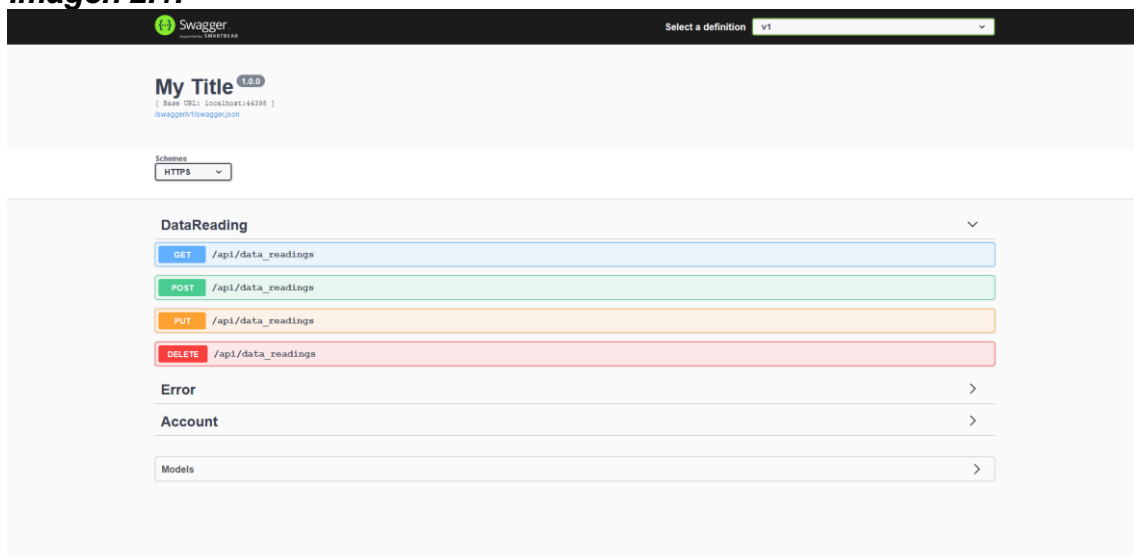 Imagen 2.1.
Swagger.
Supported by SMARTBEAR
Select a definition v1
My Title 1.0.0
[ Base URL: localhost:44398 ]
/swagger/v1/swagger.json
Schemes
HTTPS
DataReading
GET /api/data_readings
POST /api/data_readings
PUT /api/data_readings
DELETE /api/data_readings
Error
Account
Models